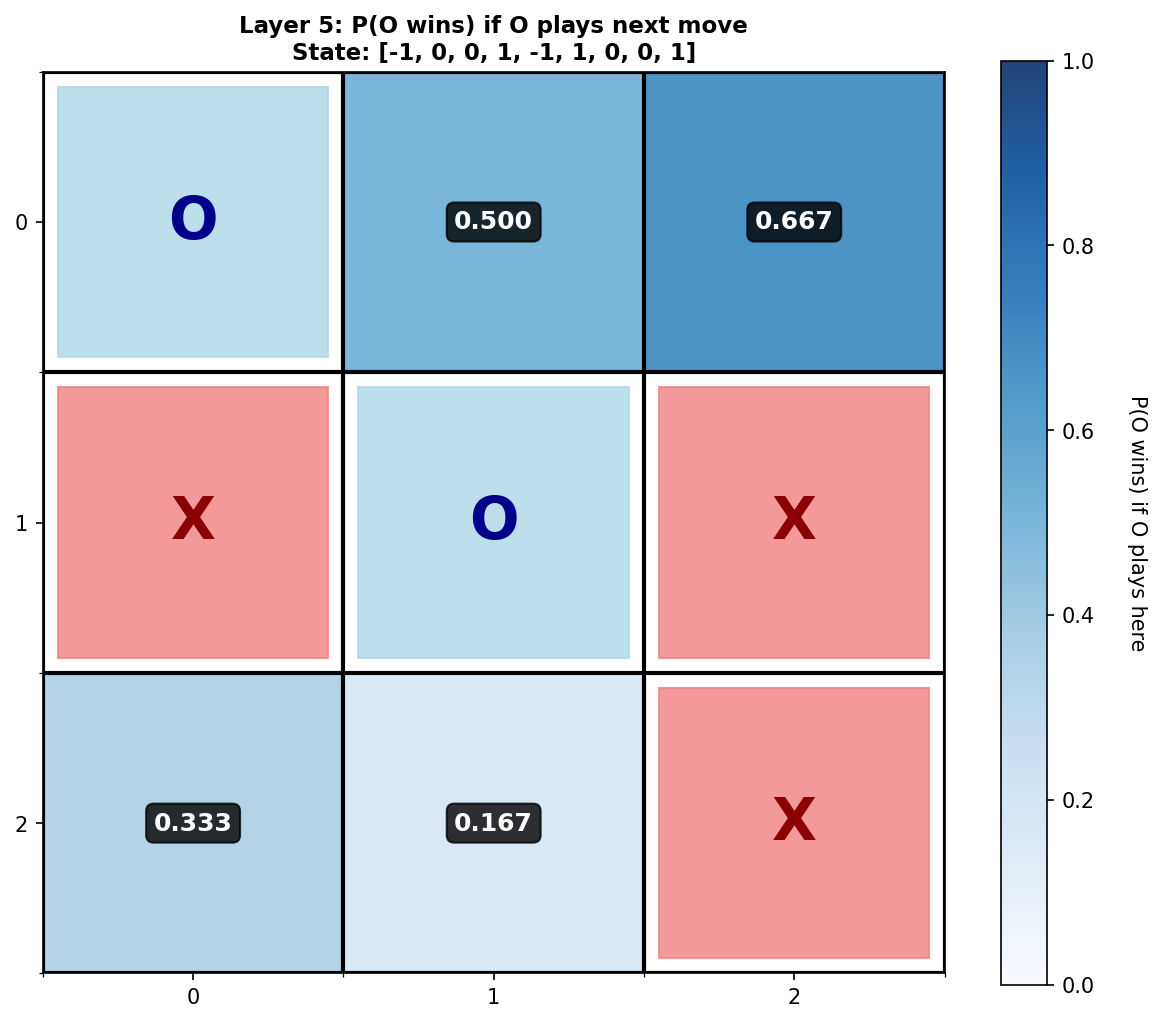 Layer 5: P(O wins) if O plays next move
State: [-1, 0, 0, 1, -1, 1, 0, 0, 1]
0
O
0.500
0.667
1
X
O
X
2
0.333
0.167
X
0
1
2
1.0
0.8
0.6
0.4
0.2
0.0
P(O wins) if O plays here